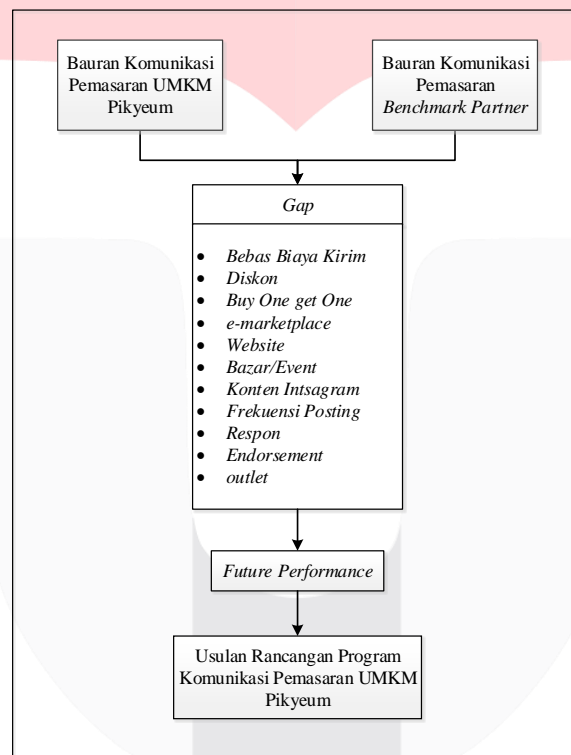 Bauran Komunikasi
Pemasaran UMKM
Pikyeum
Bauran Komunikasi
Pemasaran
Benchmark Partner
Gap
• Bebas Biaya Kirim
• Diskon
• Buy One get One
• e-marketplace
• Website
• Bazar/Event
• Konten Intsagram
• Frekuensi Posting
• Respon
• Endorsement
• outlet
Future Performance
Usulan Rancangan Program
Komunikasi Pemasaran UMKM
Pikyeum